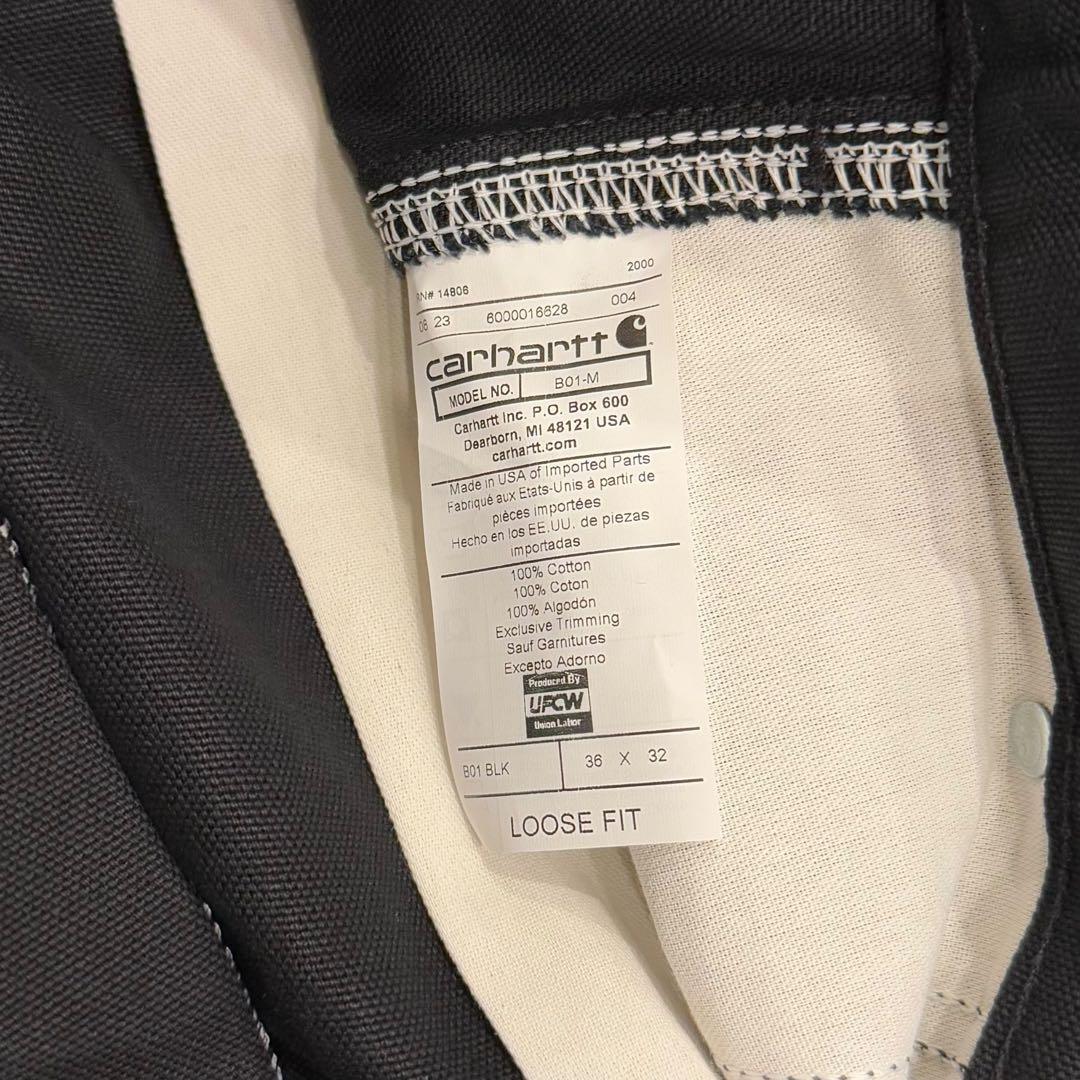 RN# 14806 2000
08 23 6000016628 004
carhartt
MODEL NO. B01-M
Carhartt Inc. P.O. Box 600
Dearborn, MI 48121 USA
carhartt.com
Made in USA of Imported Parts
Fabriqué aux Etats-Unis à partir de
pièces importées
Hecho en los EE.UU. de piezas
importadas
100% Cotton
100% Coton
100% Algodón
Exclusive Trimming
Sauf Garnitures
Excepto Adorno
Produced By
UFCW
Union Labor
B01 BLK 36 X 32
LOOSE FIT